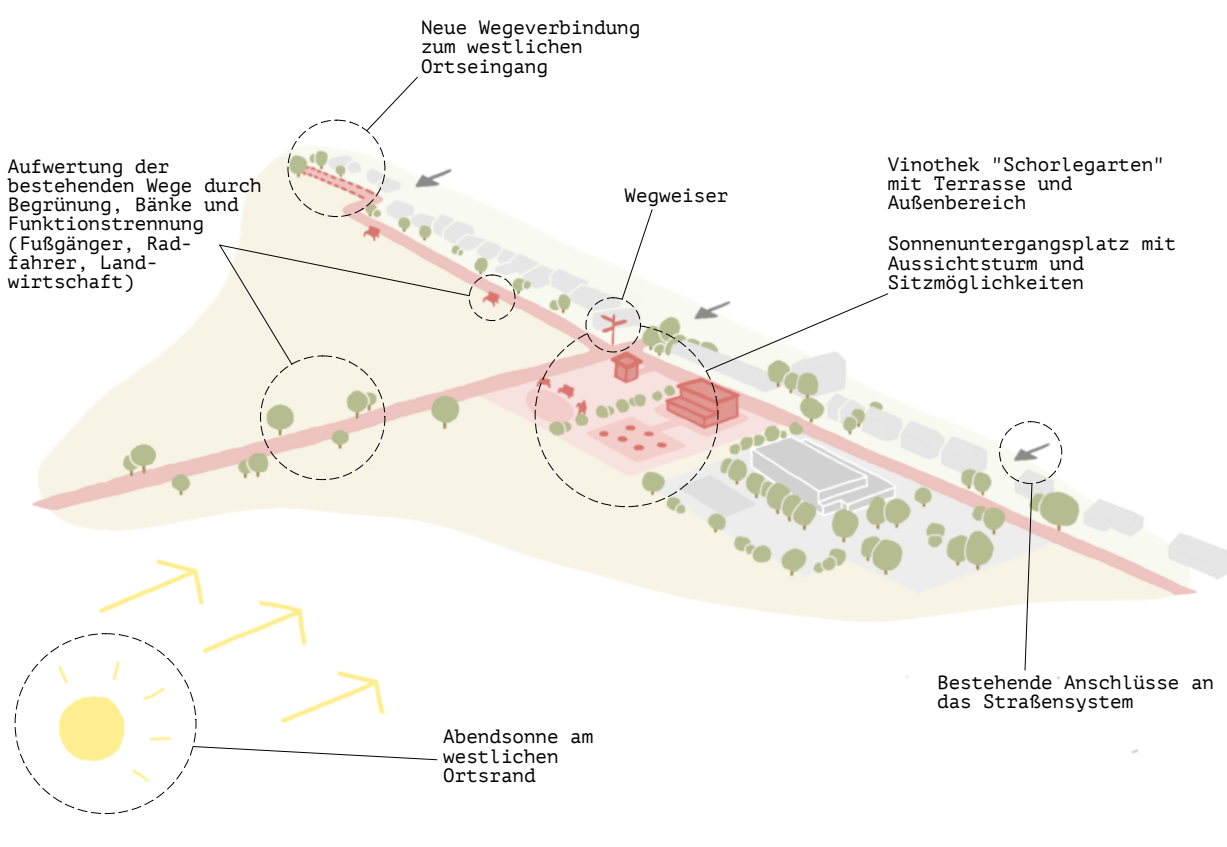 Neue Wegeverbindung
zum westlichen
Ortseingang
Aufwertung der
bestehenden Wege durch
Begrünung, Bänke und
Funktionstrennung
(Fußgänger, Rad-
fahrer, Land-
wirtschaft)
Wegweiser
Vinothek "Schorlegarten"
mit Terrasse und
Außenbereich
Sonnenuntergangsplatz mit
Aussichtsturm und
Sitzmöglichkeiten
Bestehende Anschlüsse an
das Straßensystem
Abendsonne am
westlichen
Ortsrand